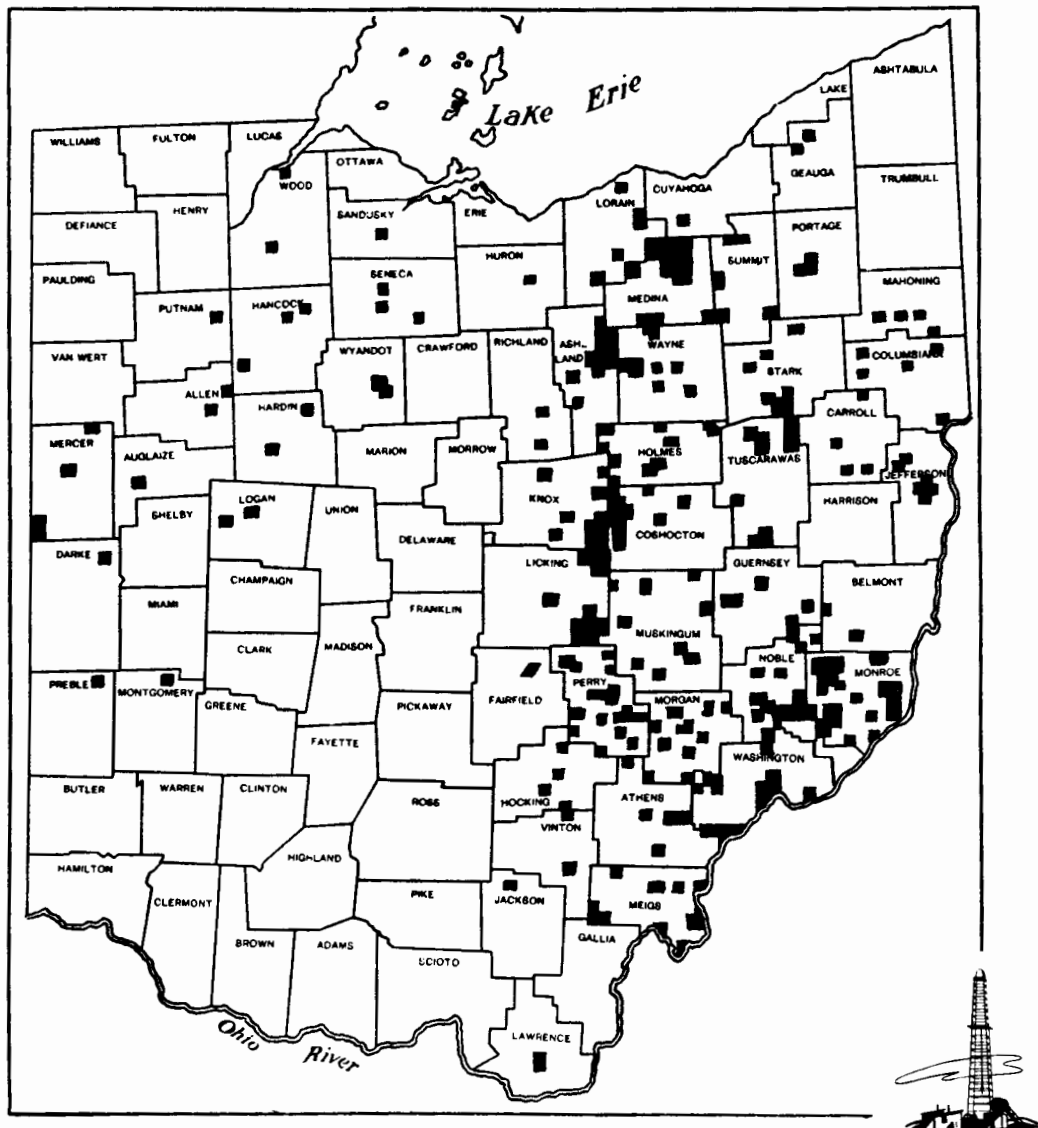 Lake Erie
ASHTABULA
LAKE
WILLIAMS
FULTON
LUCAS
OTTAWA
WOOD
CUYAHOGA
GEAUGA
TRUMBULL
LORAIN
HENRY
SANDUSKY
ERIE
DEFIANCE
PORTAGE
HURON
SUMMIT
SENECA
PAULDING
MAHONING
MEDINA
PUTNAM
HANCOCK
VAN WERT
WYANDOT
CRAWFORD
RICHLAND
ASH-
LAND
WAYNE
COLUMBIANA
STARK
ALLEN
HARDIN
CARROLL
MERCER
AUGLAIZE
MARION
MORROW
HOLMES
TUSCARAWAS
JEFFERSON
LOGAN
KNOX
HARRISON
SHELBY
UNION
COSHOCTON
DELAWARE
DARKE
LICKING
GUERNSEY
CHAMPAIGN
BELMONT
MIAMI
FRANKLIN
MUSKINGUM
CLARK
MADISON
NOBLE
PREBLE
MONTGOMERY
PERRY
MONROE
FAIRFIELD
MORGAN
GREENE
PICKAWAY
FAYETTE
WASHINGTON
BUTLER
WARREN
CLINTON
ROSS
HOCKING
ATHENS
VINTON
HIGHLAND
HAMILTON
CLERMONT
PIKE
JACKSON
MEIGS
BROWN
ADAMS
GALLIA
SCIOTO
LAWRENCE
Ohio River